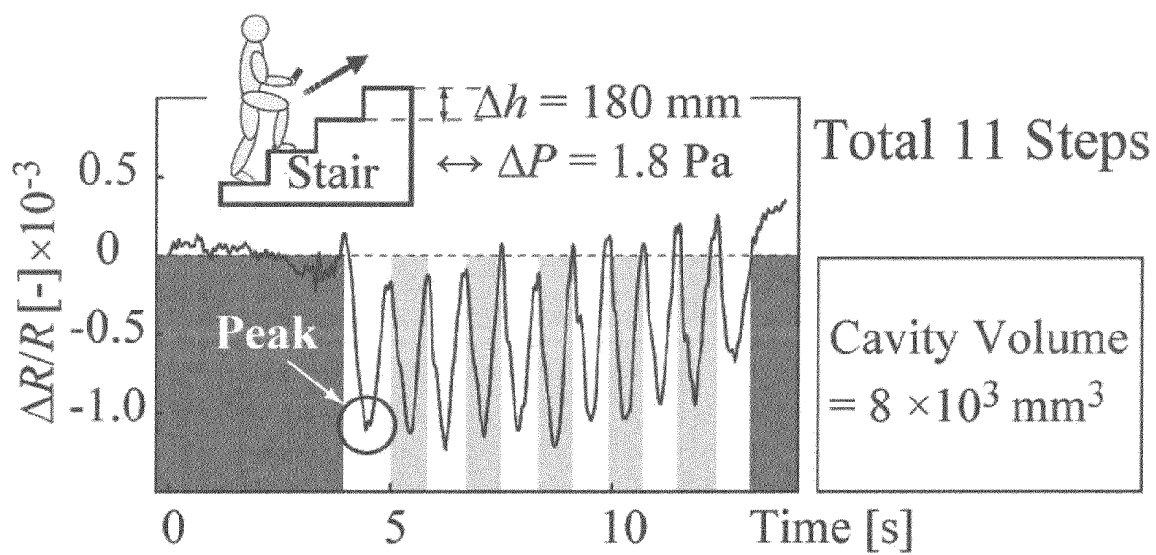 Δh = 180 mm
↔ ΔP = 1.8 Pa
Stair
Total 11 Steps
ΔR/R [-] ×10⁻³
0.5
0
-0.5
-1.0
Peak
Cavity Volume
= 8 ×10³ mm³
0
5
10
Time [s]